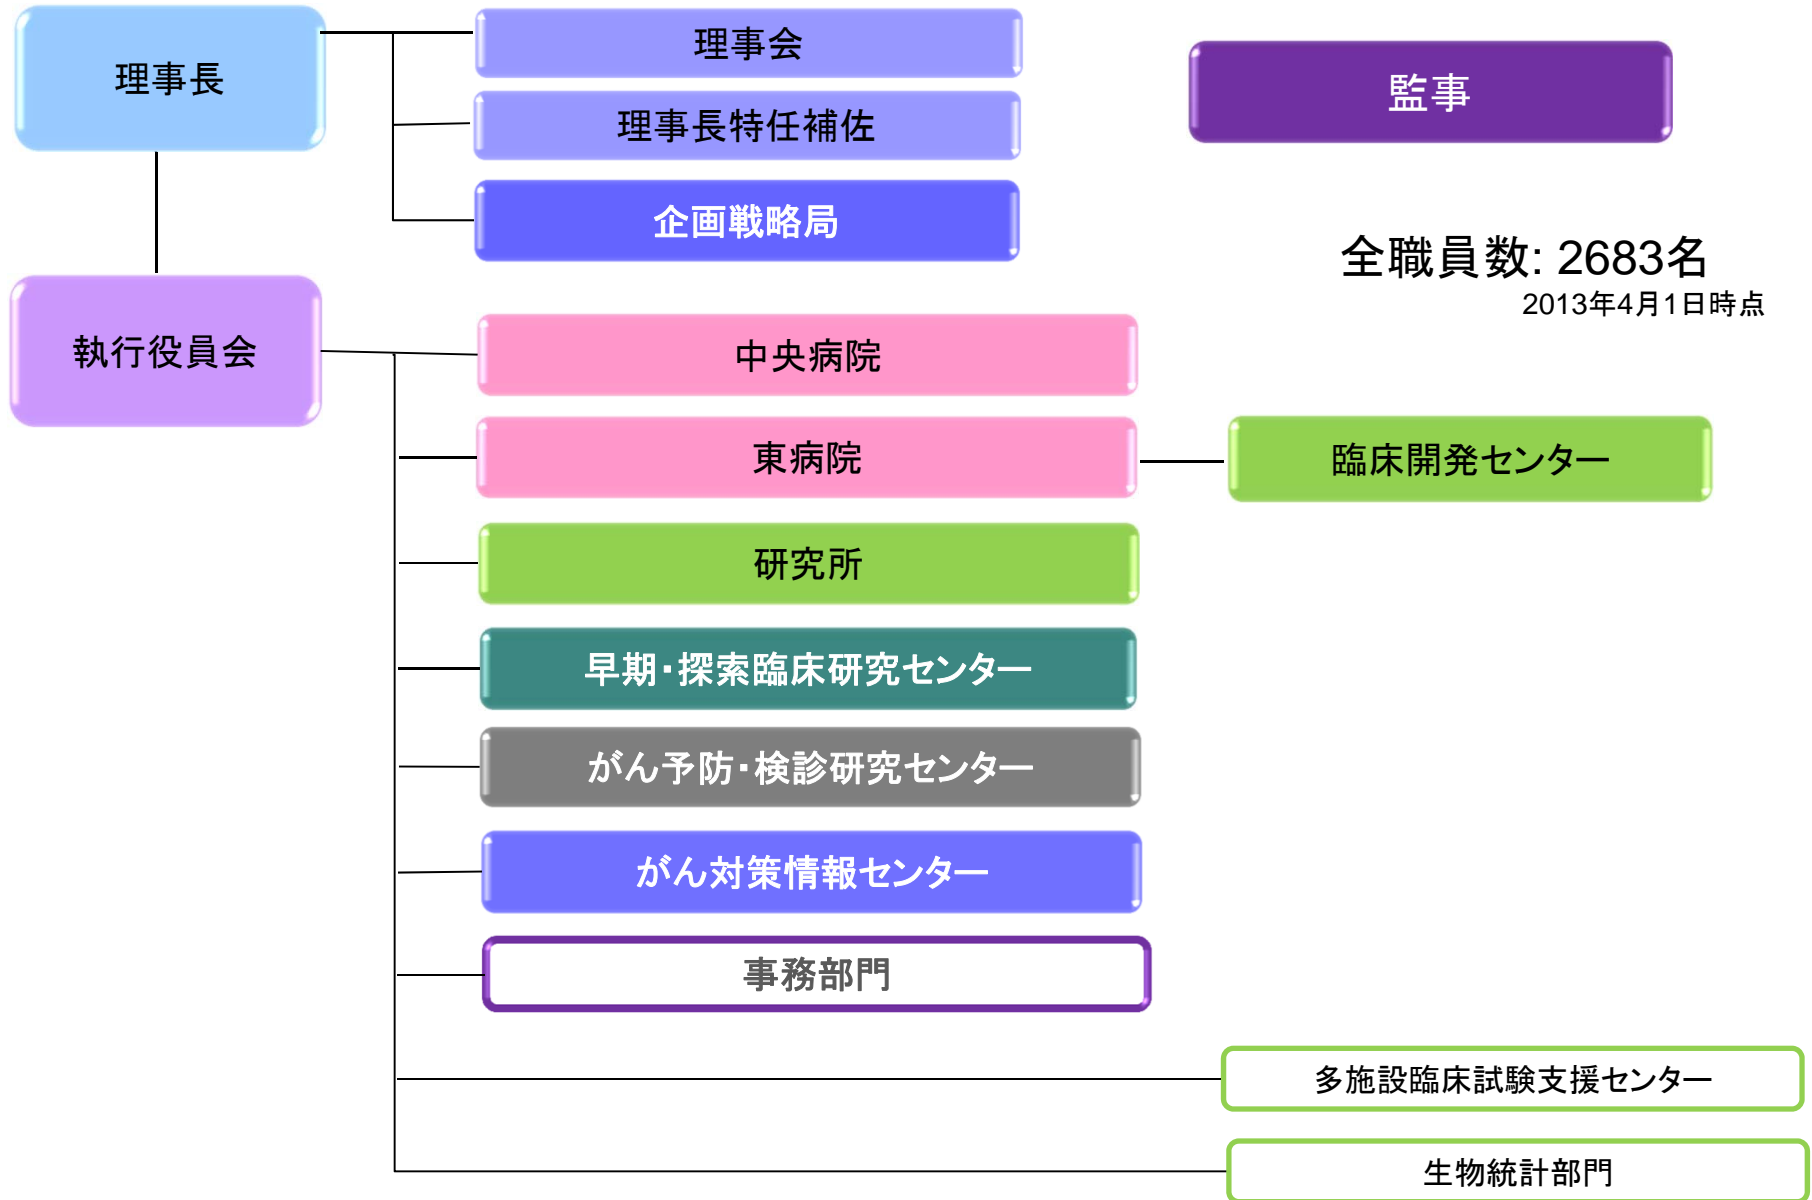 理事長
理事会
理事長特任補佐
企画戦略局
監事
全職員数: 2683名
2013年4月1日時点
執行役員会
中央病院
東病院
臨床開発センター
研究所
早期・探索臨床研究センター
がん予防・検診研究センター
がん対策情報センター
事務部門
多施設臨床試験支援センター
生物統計部門